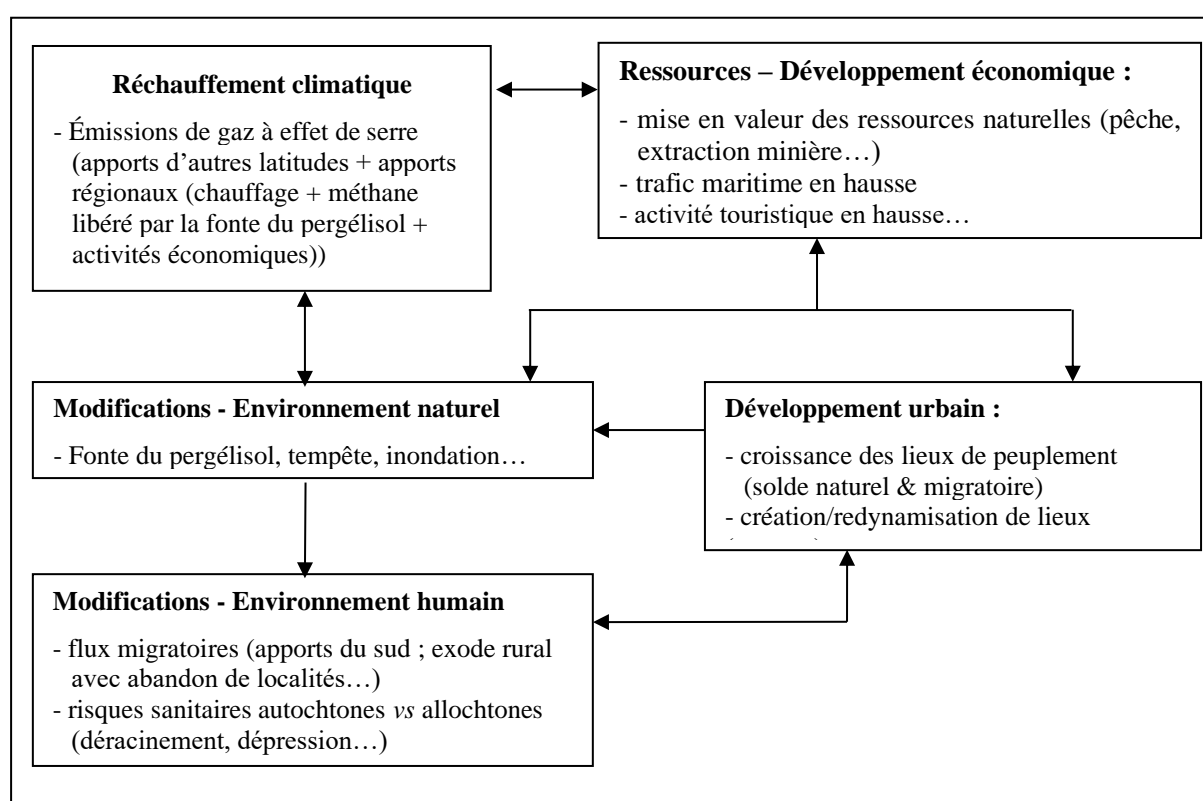 Réchauffement climatique
- Émissions de gaz à effet de serre
(apports d’autres latitudes + apports
régionaux (chauffage + méthane
libéré par la fonte du pergélisol +
activités économiques))
Ressources – Développement économique :
- mise en valeur des ressources naturelles (pêche,
extraction minière…)
- trafic maritime en hausse
- activité touristique en hausse…
Modifications - Environnement naturel
- Fonte du pergélisol, tempête, inondation…
Développement urbain :
- croissance des lieux de peuplement
(solde naturel & migratoire)
- création/redynamisation de lieux
Modifications - Environnement humain
- flux migratoires (apports du sud ; exode rural
avec abandon de localités…)
- risques sanitaires autochtones vs allochtones
(déracinement, dépression…)